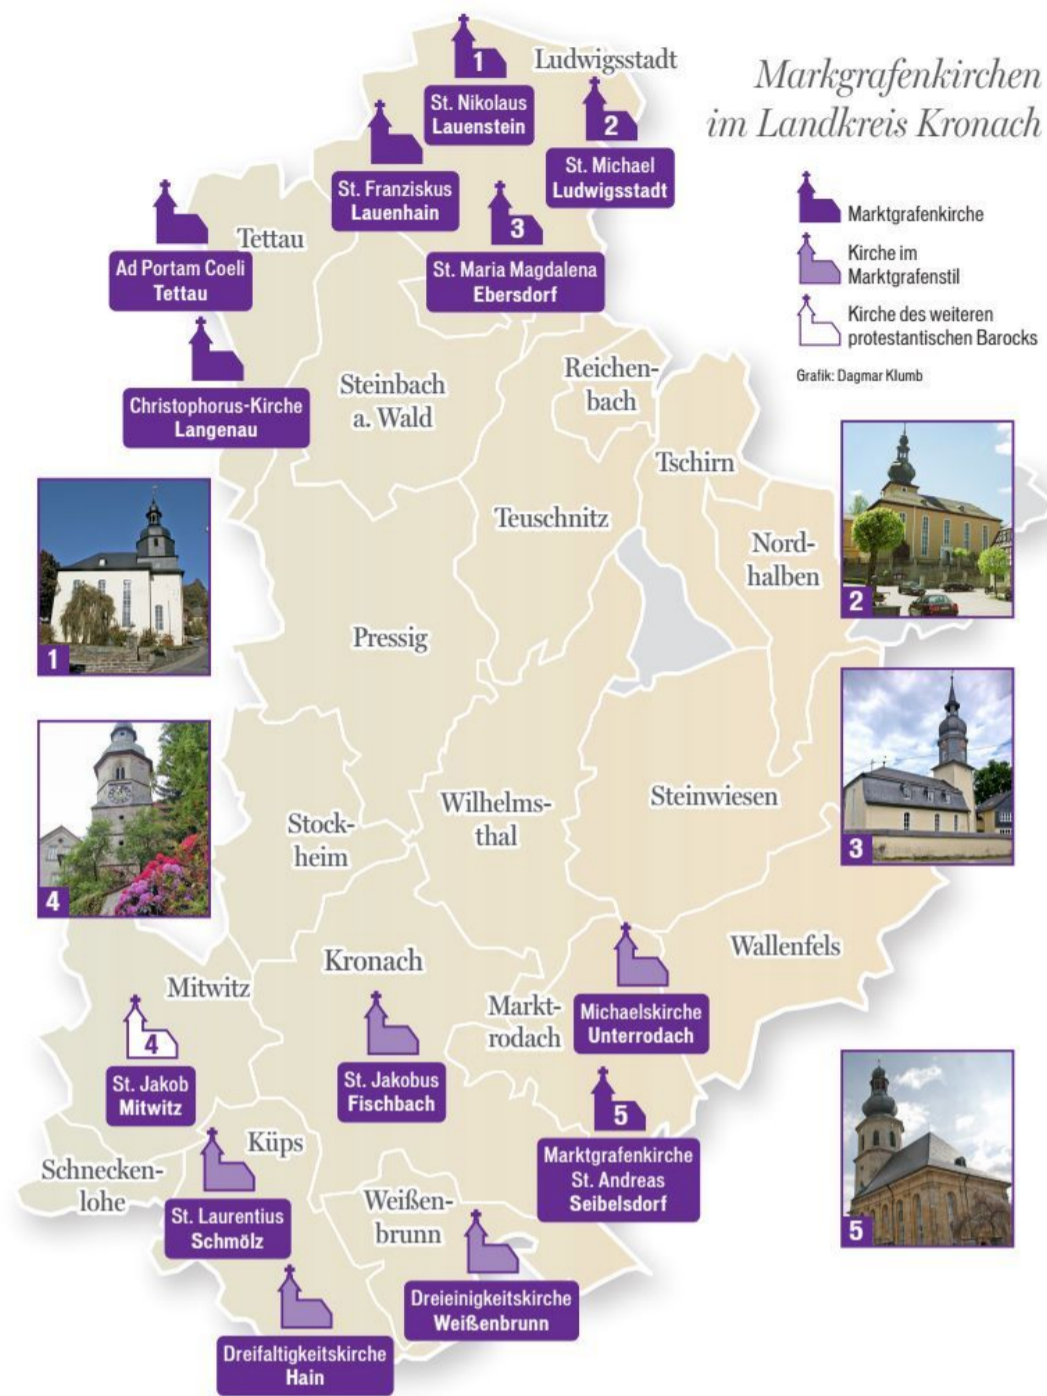 Markgrafenkirchen
im Landkreis Kronach
Marktgrafenkirche
Kirche im
Marktgrafenstil
Kirche des weiteren
protestantischen Barocks
Grafik: Dagmar Klumb
Ludwigsstadt
1
St. Nikolaus
Lauenstein
2
St. Michael
Ludwigsstadt
St. Franziskus
Lauenhain
3
St. Maria Magdalena
Ebersdorf
Tettau
Ad Portam Coeli
Tettau
Christophorus-Kirche
Langenau
Steinbach
a. Wald
Reichen-
bach
Tschirn
Teuschnitz
Nord-
halben
1
2
Pressig
3
4
Stock-
heim
Wilhelms-
thal
Steinwiesen
Wallenfels
Kronach
Mitwitz
Markt-
rodach
Michaelskirche
Unterrodach
4
St. Jakob
Mitwitz
St. Jakobus
Fischbach
5
Marktgrafenkirche
St. Andreas
Seibelsdorf
5
Küps
Schnecken-
lohe
St. Laurentius
Schmölz
Weißen-
brunn
Dreieinigkeitskirche
Weißenbrunn
Dreifaltigkeitskirche
Hain